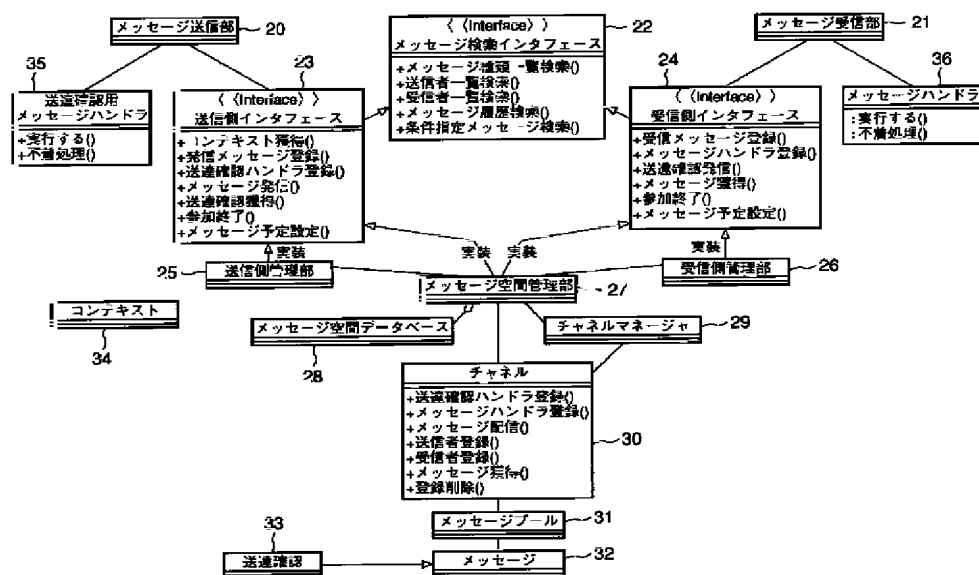 メッセージ送信部
20
35
送達確認用
メッセージハンドラ
+実行する()
+不着処理()
23
〈〈Interface〉〉
送信側インタフェース
+コンテキスト獲得()
+発信メッセージ登録()
+送達確認ハンドラ登録()
+メッセージ発信()
+送達確認獲得()
+参加終了()
+メッセージ予定設定()
〈〈Interface〉〉
22
メッセージ検索インタフェース
+メッセージ種類一覧検索()
+送信者一覧検索()
+受信者一覧検索()
+メッセージ履歴検索()
+条件指定メッセージ検索()
メッセージ受信部
21
24
〈〈Interface〉〉
受信側インタフェース
+受信メッセージ登録()
+メッセージハンドラ登録()
+送達確認発信()
+メッセージ獲得()
+参加終了()
+メッセージ予定設定()
36
メッセージハンドラ
:実行する()
:不着処理()
実装
実装
実装
実装
25
送信側管理部
受信側管理部
26
メッセージ空間管理部
27
コンテキスト
34
メッセージ空間データベース
28
チャネルマネージャ
29
チャネル
+送達確認ハンドラ登録()
+メッセージハンドラ登録()
+メッセージ配信()
+送信者登録()
+受信者登録()
+メッセージ獲得()
+登録削除()
30
メッセージプール
31
33
送達確認
メッセージ
32